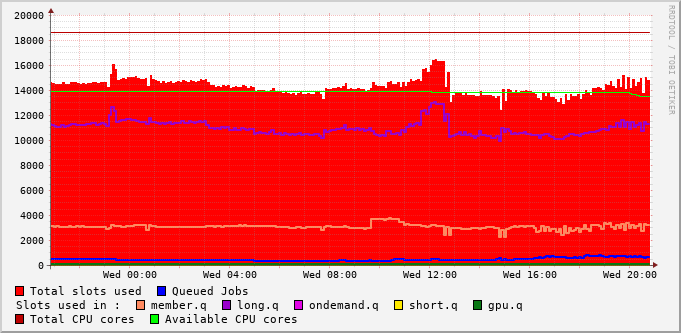 20000
18000
16000
14000
12000
10000
8000
6000
4000
2000
0
Wed 00:00 Wed 04:00 Wed 08:00 Wed 12:00 Wed 16:00 Wed 20:00
Total slots used Queued Jobs
Slots used in : member.q long.q ondemand.q short.q gpu.q
Total CPU cores Available CPU cores
RRDTOOL / TOBI OETIKER